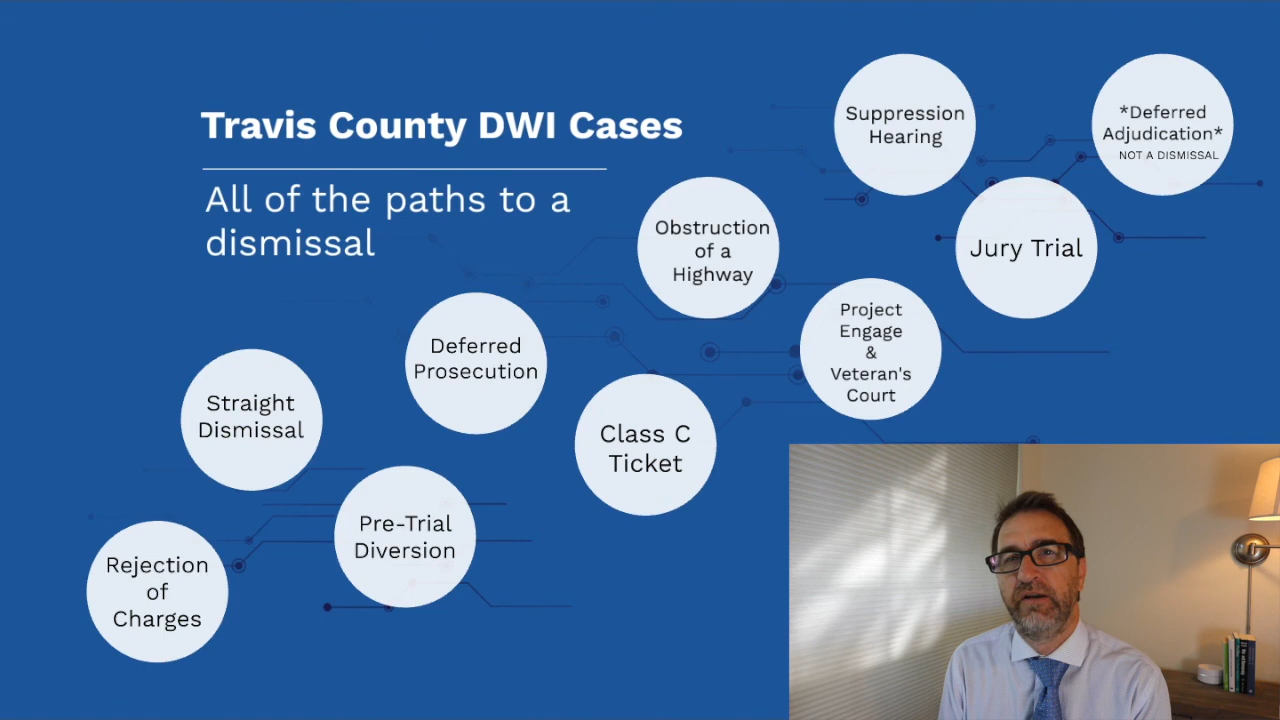 Travis County DWI Cases
All of the paths to a
dismissal
Rejection
of
Charges
Straight
Dismissal
Pre-Trial
Diversion
Deferred
Prosecution
Class C
Ticket
Obstruction
of a
Highway
Project
Engage
&
Veteran's
Court
Suppression
Hearing
Jury Trial
*Deferred
Adjudication*
NOT A DISMISSAL